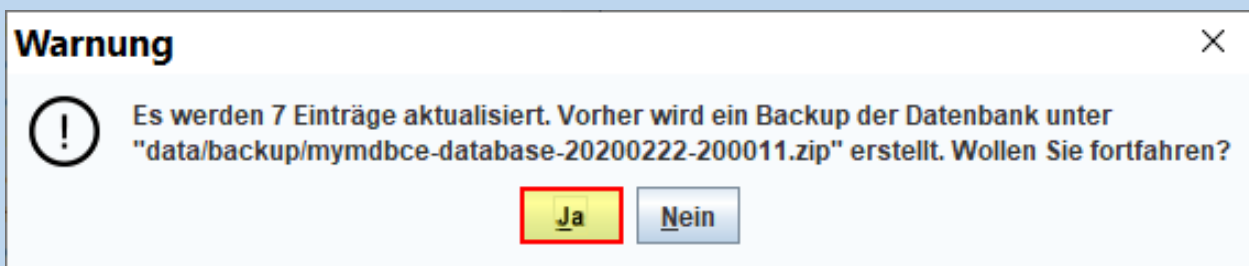 Warnung
Es werden 7 Einträge aktualisiert. Vorher wird ein Backup der Datenbank unter
"data/backup/mymdbce-database-20200222-200011.zip" erstellt. Wollen Sie fortfahren?
Ja Nein